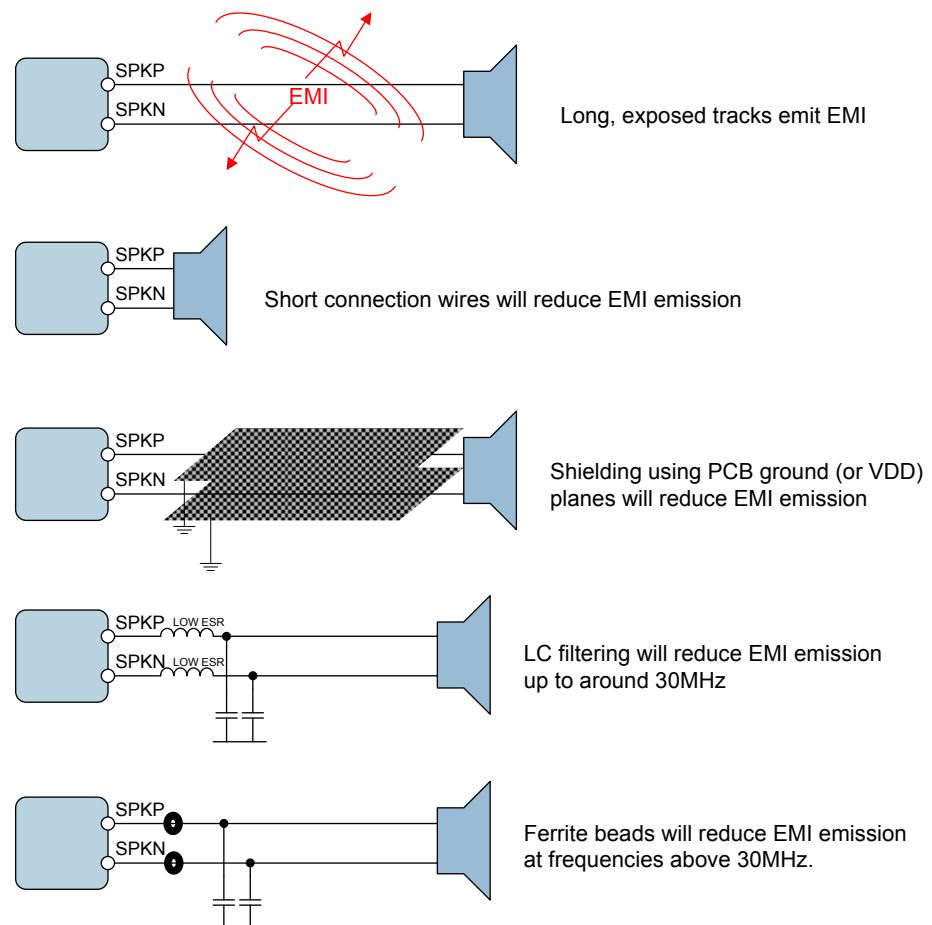 SPKP
SPKN
EMI
Long, exposed tracks emit EMI
SPKP
SPKN
Short connection wires will reduce EMI emission
SPKP
SPKN
Shielding using PCB ground (or VDD)
planes will reduce EMI emission
SPKP
LOW ESR
SPKN
LOW ESR
LC filtering will reduce EMI emission
up to around 30MHz
SPKP
SPKN
Ferrite beads will reduce EMI emission
at frequencies above 30MHz.